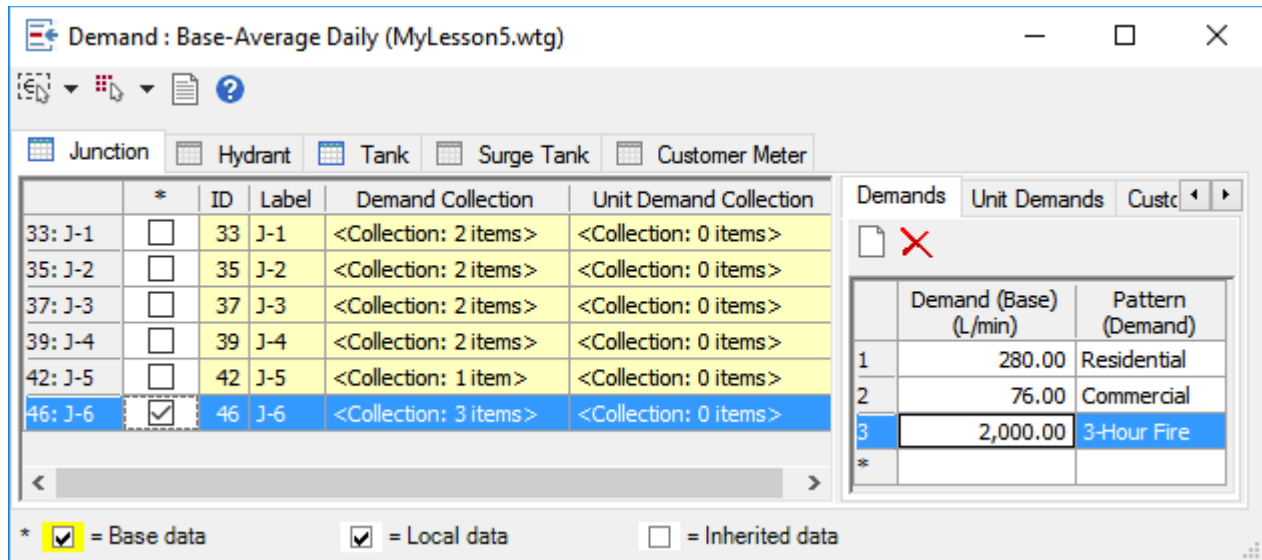 Demand : Base-Average Daily (MyLesson5.wtg)
Junction Hydrant Tank Surge Tank Customer Meter
* ID Label Demand Collection Unit Demand Collection
33: J-1 33 J-1 <Collection: 2 items> <Collection: 0 items>
35: J-2 35 J-2 <Collection: 2 items> <Collection: 0 items>
37: J-3 37 J-3 <Collection: 2 items> <Collection: 0 items>
39: J-4 39 J-4 <Collection: 2 items> <Collection: 0 items>
42: J-5 42 J-5 <Collection: 1 item> <Collection: 0 items>
46: J-6 46 J-6 <Collection: 3 items> <Collection: 0 items>
Demands Unit Demands Custc
Demand (Base) Pattern
(L/min) (Demand)
1 280.00 Residential
2 76.00 Commercial
3 2,000.00 3-Hour Fire
*
* = Base data = Local data = Inherited data